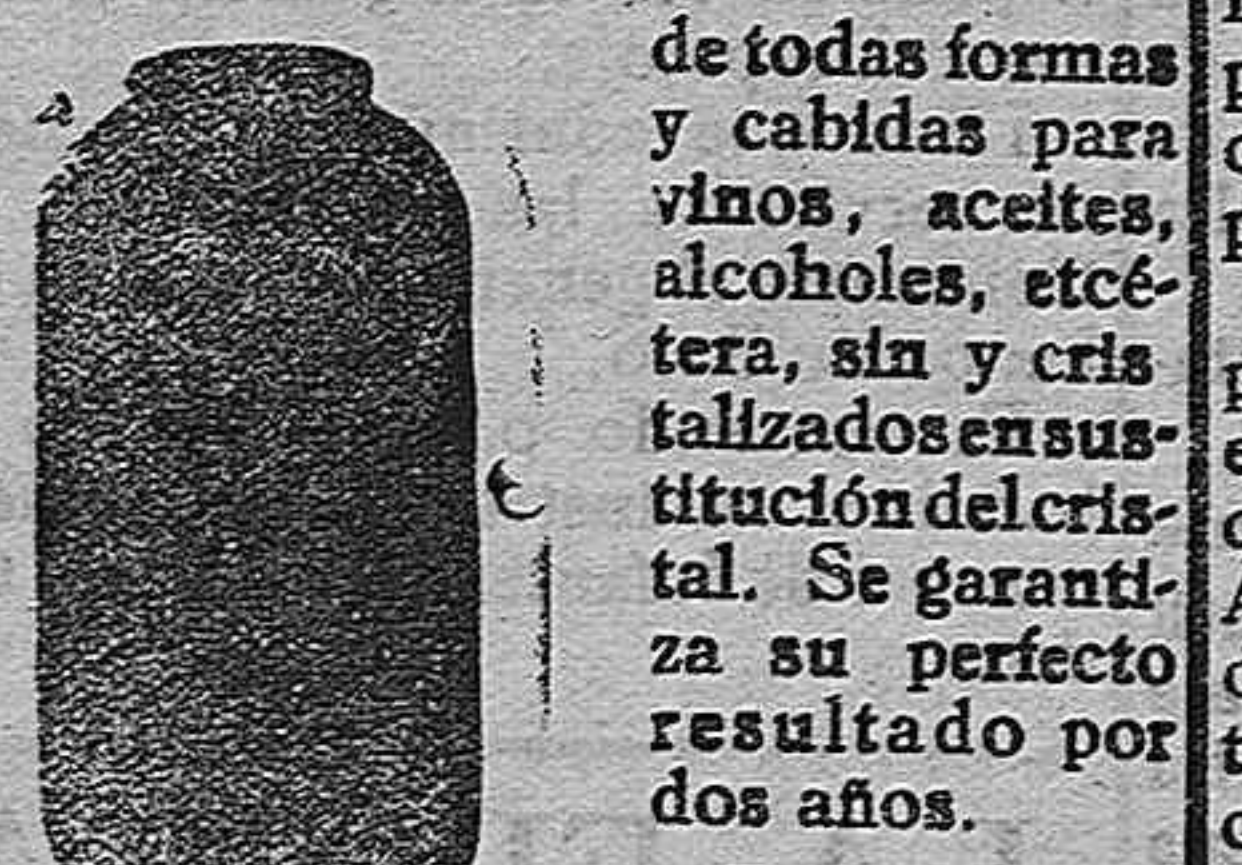 de todas formas
y cabidas para
vinos, aceites,
alcoholes, etcé-
tera, sin y cris
talizados en sus-
titución del cris-
tal. Se garanti-
za su perfecto
resultado por
dos años.